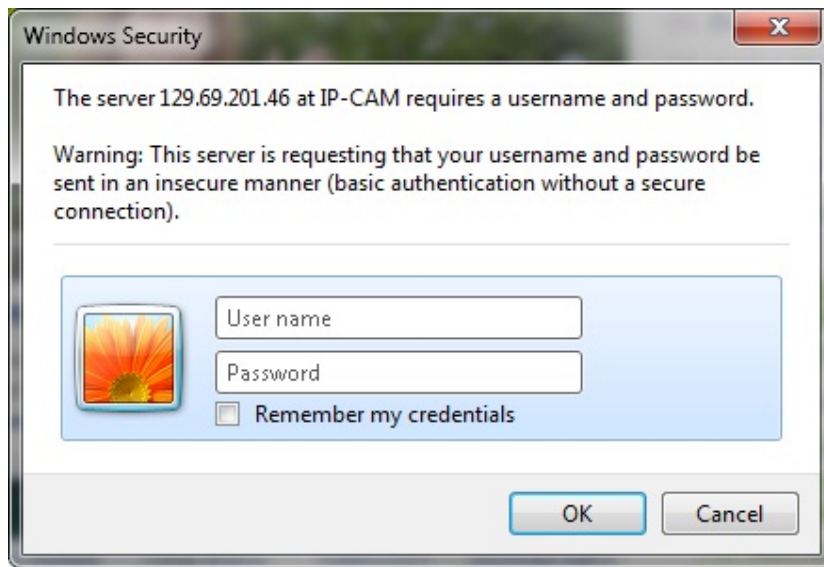 Windows Security
The server 129.69.201.46 at IP-CAM requires a username and password.
Warning: This server is requesting that your username and password be
sent in an insecure manner (basic authentication without a secure
connection).
User name
Password
Remember my credentials
OK Cancel